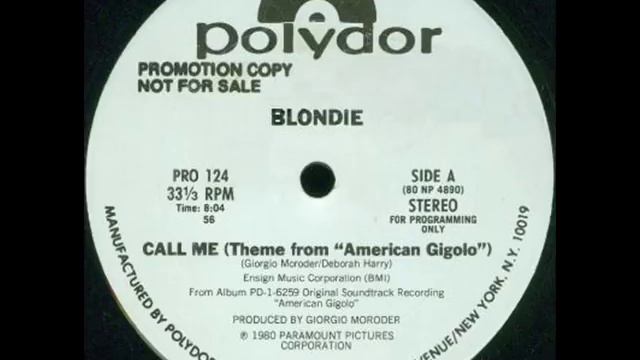 polydor
PROMOTION COPY
NOT FOR SALE
BLONDIE
PRO 124
33⅓ RPM
Time: 8:04
56
SIDE A
(80 NP 4890)
STEREO
FOR PROGRAMMING
ONLY
CALL ME (Theme from "American Gigolo")
(Giorgio Moroder/Deborah Harry)
Ensign Music Corporation (BMI)
From Album PD-1-6259 Original Soundtrack Recording
"American Gigolo"
PRODUCED BY GIORGIO MORODER
℗ 1980 PARAMOUNT PICTURES
CORPORATION
MANUFACTURED BY POLYDOR
VENUE/NEW YORK, N.Y. 10019